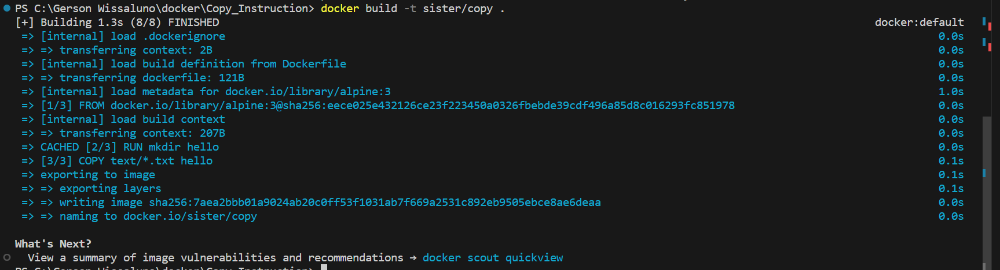 PS C:\Gerson Wissaluno\docker\Copy_Instruction> docker build -t sister/copy .
[+] Building 1.3s (8/8) FINISHED docker:default
=> [internal] load .dockerignore 0.0s
=> => transferring context: 2B 0.0s
=> [internal] load build definition from Dockerfile 0.0s
=> => transferring dockerfile: 121B 0.0s
=> [internal] load metadata for docker.io/library/alpine:3 1.0s
=> [1/3] FROM docker.io/library/alpine:3@sha256:eece025e432126ce23f223450a0326fbebde39cdf496a85d8c016293fc851978 0.0s
=> [internal] load build context 0.0s
=> => transferring context: 207B 0.0s
=> CACHED [2/3] RUN mkdir hello 0.0s
=> [3/3] COPY text/*.txt hello 0.1s
=> exporting to image 0.1s
=> => exporting layers 0.1s
=> => writing image sha256:7aea2bbb01a9024ab20c0ff53f1031ab7f669a2531c892eb9505ebce8ae6deaa 0.0s
=> => naming to docker.io/sister/copy 0.0s
What's Next?
View a summary of image vulnerabilities and recommendations → docker scout quickview
PS C:\Gerson Wissaluno\docker\Copy_Instruction>